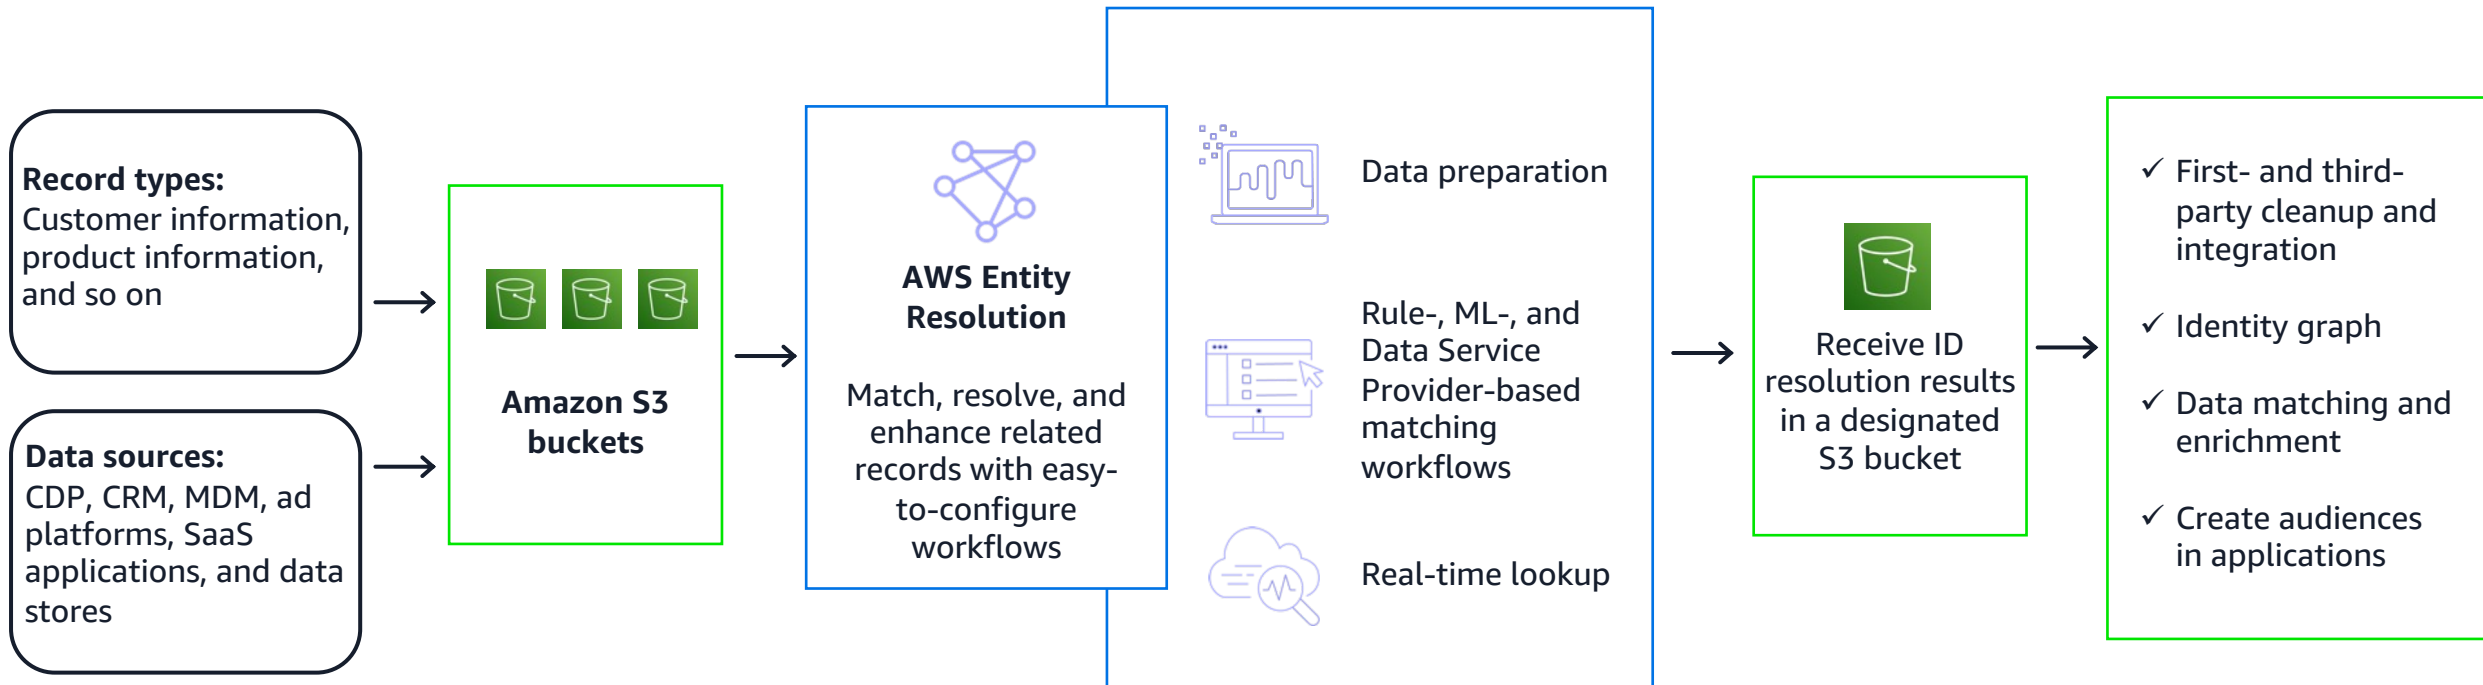 Record types:
Customer information,
product information,
and so on
Data sources:
CDP, CRM, MDM, ad
platforms, SaaS
applications, and data
stores
Amazon S3
buckets
AWS Entity
Resolution
Match, resolve, and
enhance related
records with easy-
to-configure
workflows
Data preparation
Rule-, ML-, and
Data Service
Provider-based
matching
workflows
Real-time lookup
Receive ID
resolution results
in a designated
S3 bucket
✓ First- and third-
party cleanup and
integration
✓ Identity graph
✓ Data matching and
enrichment
✓ Create audiences
in applications